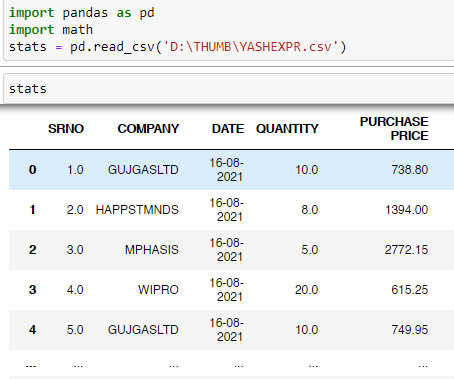 import pandas as pd
import math
stats = pd.read_csv('D:\THUMB\YASHEXPR.csv')
stats
SRNO COMPANY DATE QUANTITY PURCHASE PRICE
0 1.0 GUJGASLTD 16-08-2021 10.0 738.80
1 2.0 HAPPSTMNDS 16-08-2021 8.0 1394.00
2 3.0 MPHASIS 16-08-2021 5.0 2772.15
3 4.0 WIPRO 16-08-2021 20.0 615.25
4 5.0 GUJGASLTD 16-08-2021 10.0 749.95
... ... ... ... ... ...